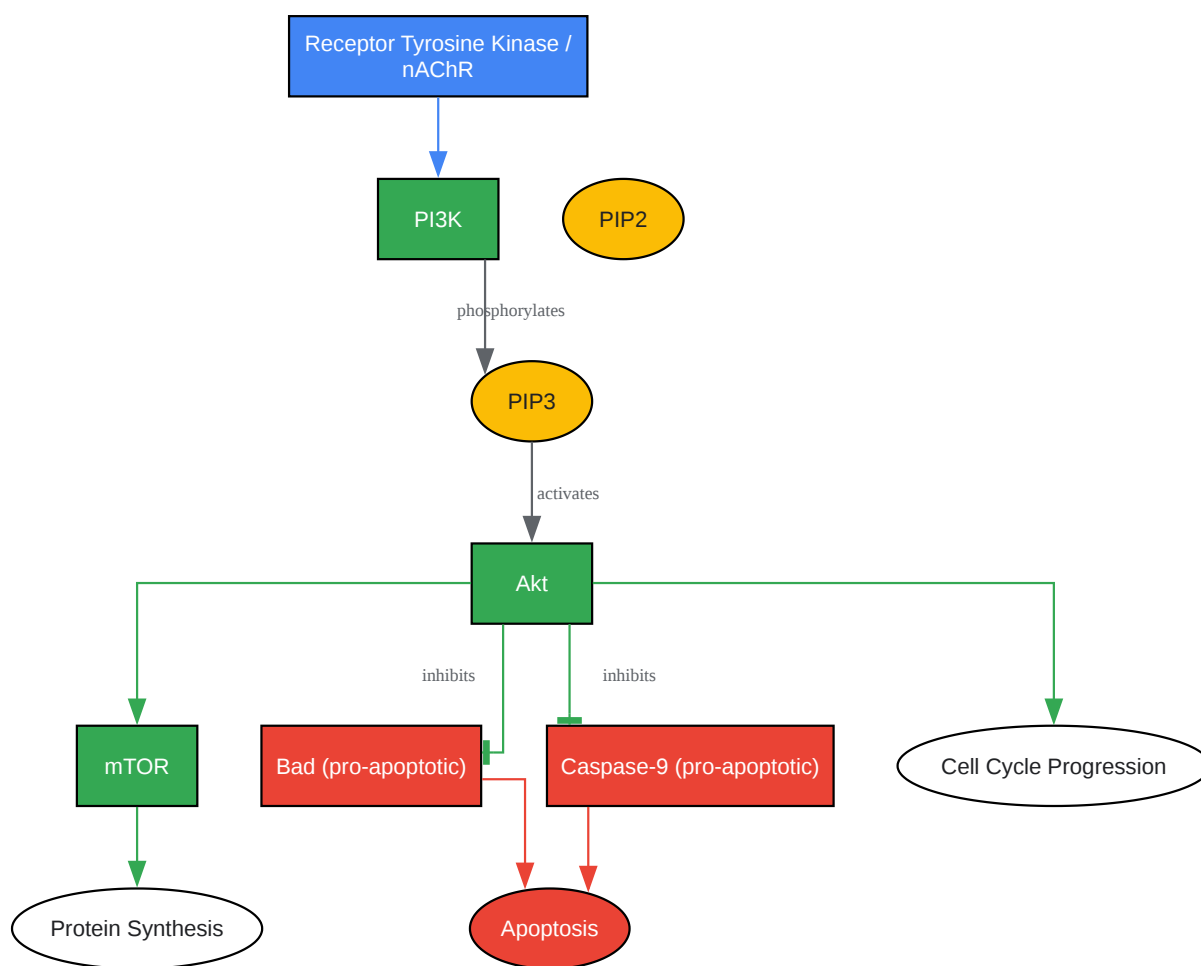 Receptor Tyrosine Kinase /
nAChR
PI3K
PIP2
phosphorylates
PIP3
activates
Akt
inhibits
inhibits
mTOR
Bad (pro-apoptotic)
Caspase-9 (pro-apoptotic)
Cell Cycle Progression
Protein Synthesis
Apoptosis